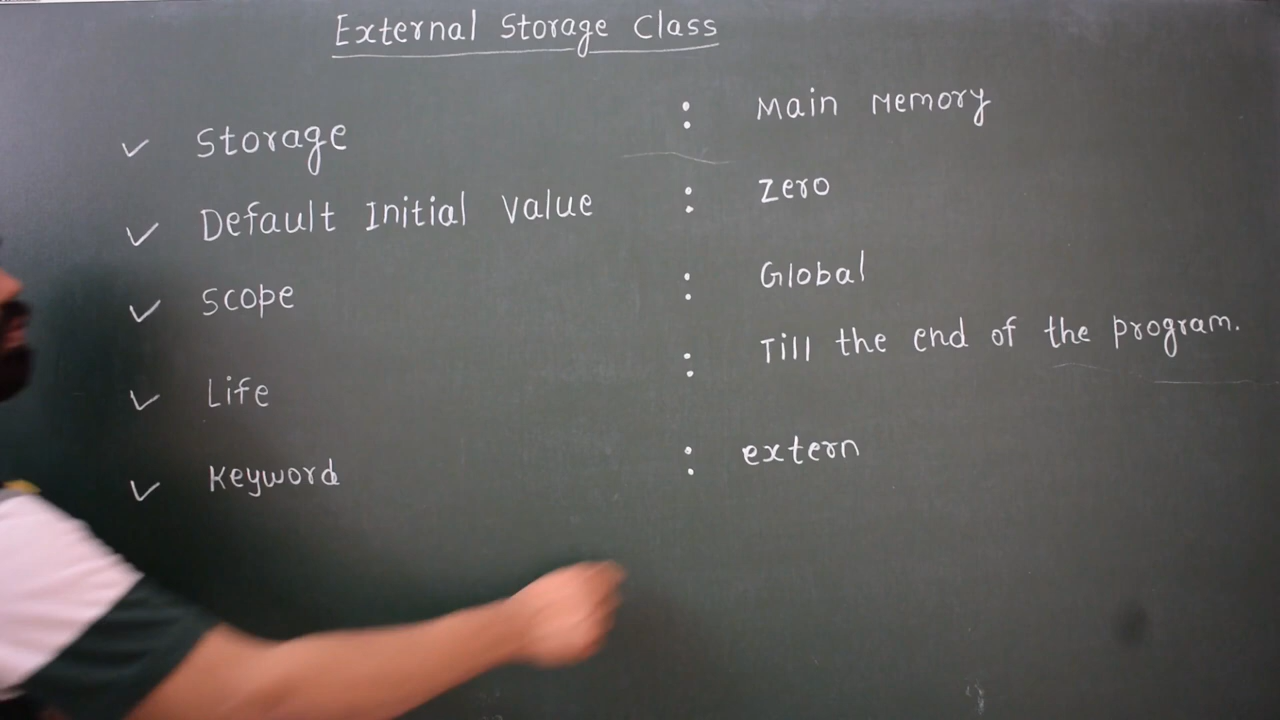 External Storage Class
✓ Storage : Main Memory
✓ Default Initial Value : Zero
✓ Scope : Global
✓ Life : Till the end of the program.
✓ Keyword : extern